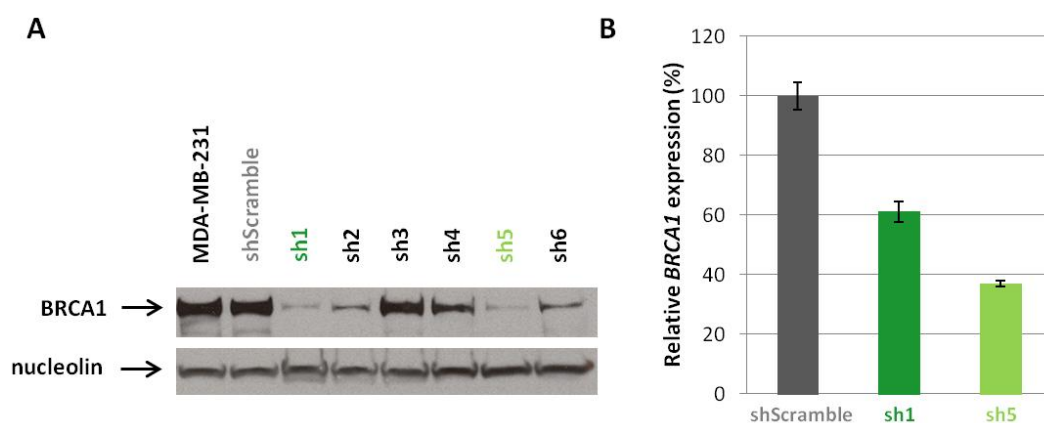 A
MDA-MB-231
shScramble
sh1
sh2
sh3
sh4
sh5
sh6
BRCA1
nucleolin
B
Relative BRCA1 expression (%)
120
100
80
60
40
20
0
shScramble
sh1
sh5